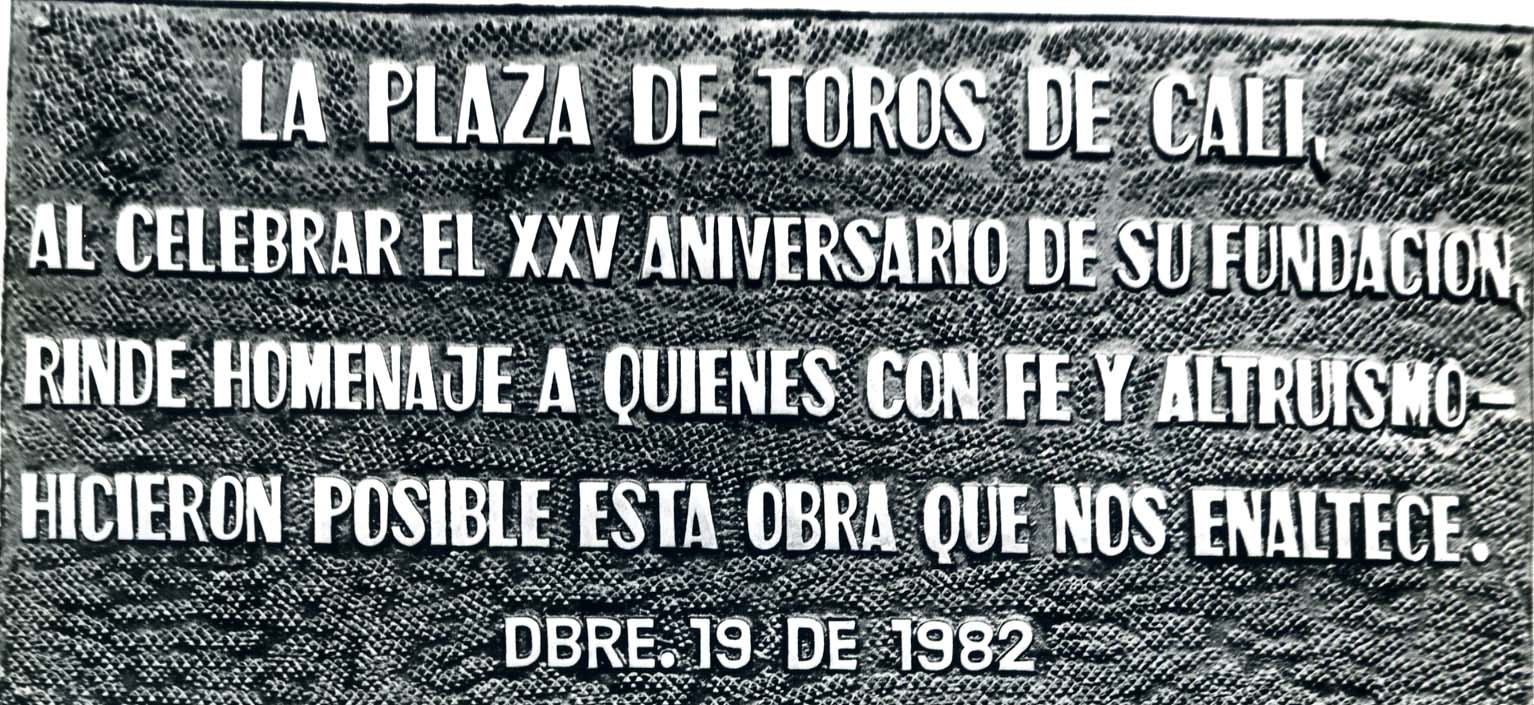 LA PLAZA DE TOROS DE CALI,
AL CELEBRAR EL XXV ANIVERSARIO DE SU FUNDACION,
RINDE HOMENAJE A QUIENES CON FE Y ALTRUISMO-
HICIERON POSIBLE ESTA OBRA QUE NOS ENALTECE.
DBRE. 19 DE 1982